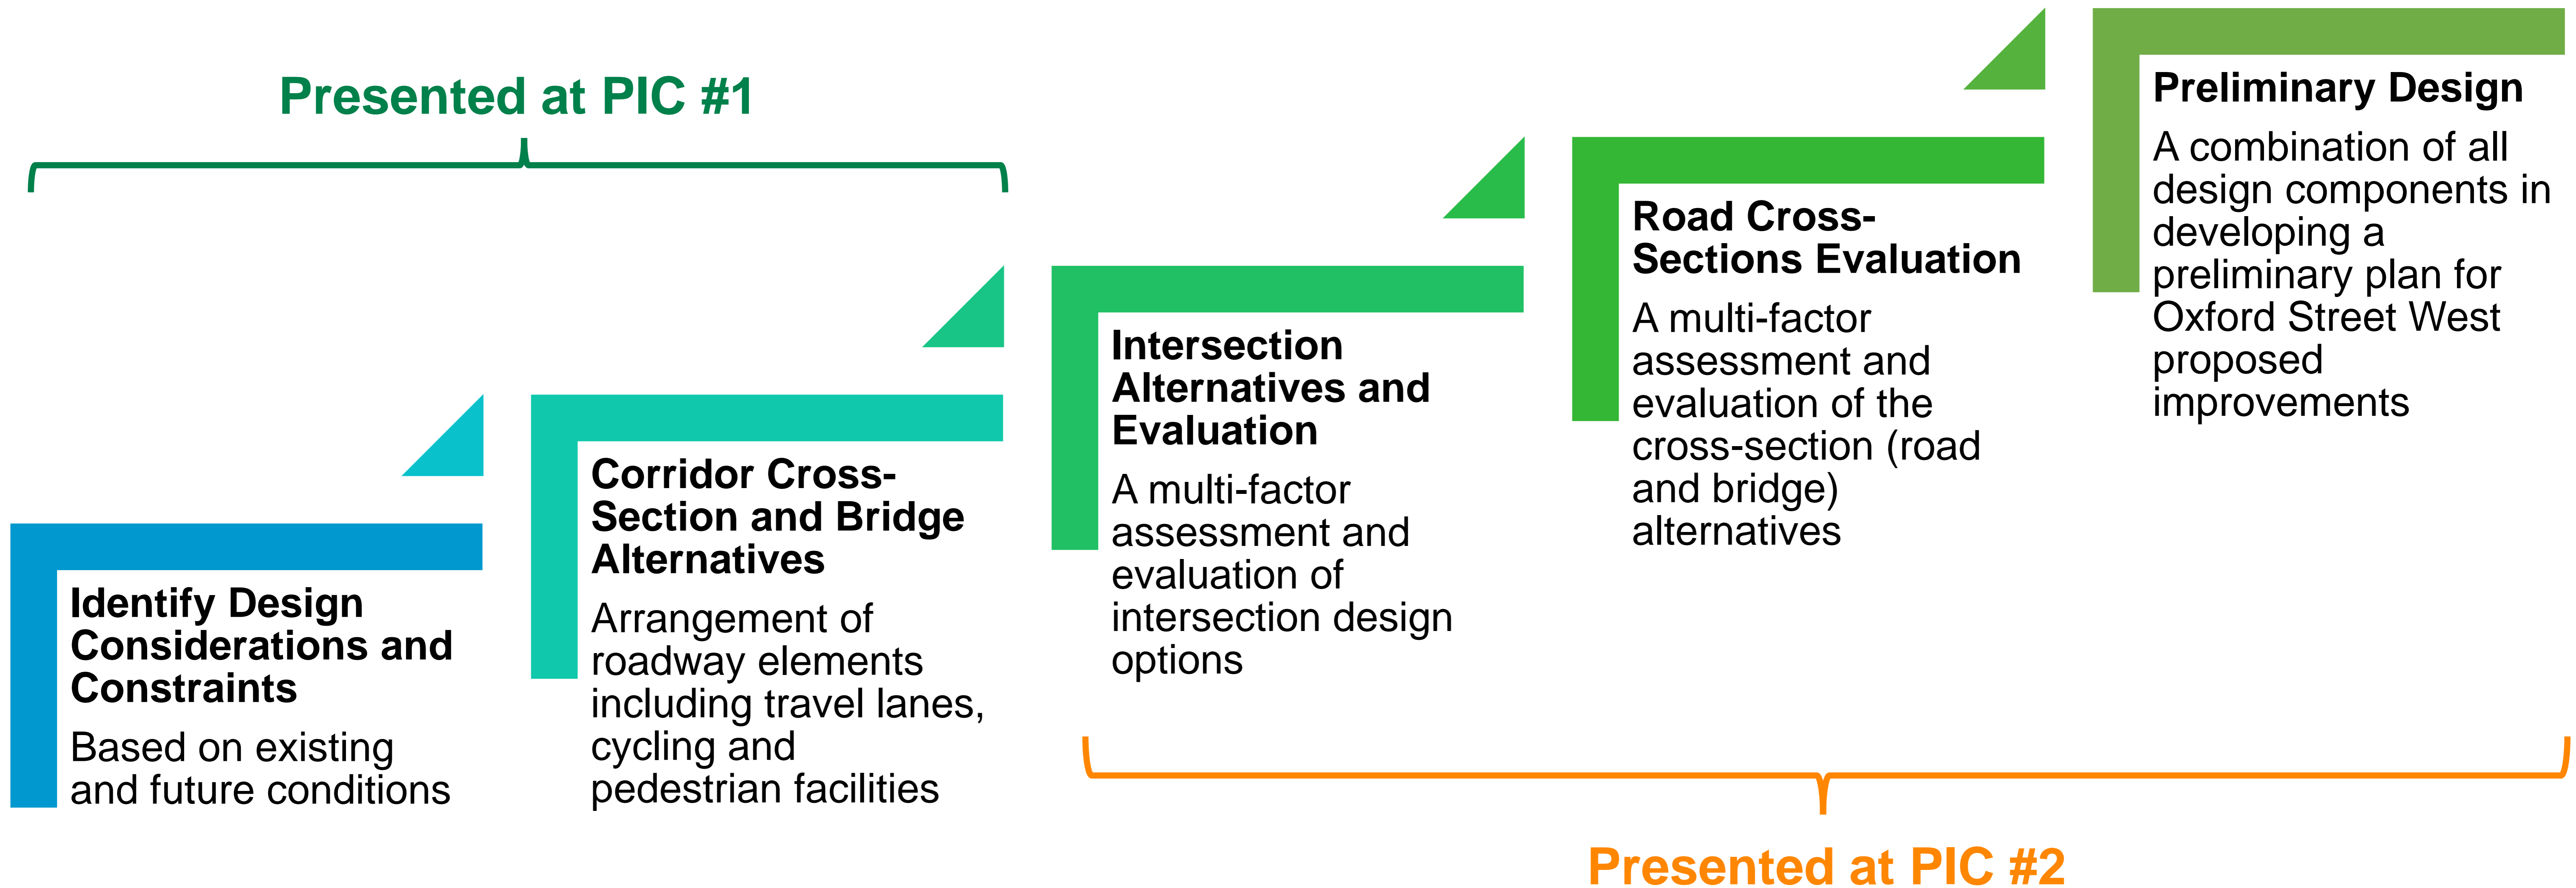 Presented at PIC #1
Identify Design
Considerations and
Constraints
Based on existing
and future conditions
Corridor Cross-
Section and Bridge
Alternatives
Arrangement of
roadway elements
including travel lanes,
cycling and
pedestrian facilities
Intersection
Alternatives and
Evaluation
A multi-factor
assessment and
evaluation of
intersection design
options
Road Cross-
Sections Evaluation
A multi-factor
assessment and
evaluation of the
cross-section (road
and bridge)
alternatives
Preliminary Design
A combination of all
design components in
developing a
preliminary plan for
Oxford Street West
proposed
improvements
Presented at PIC #2